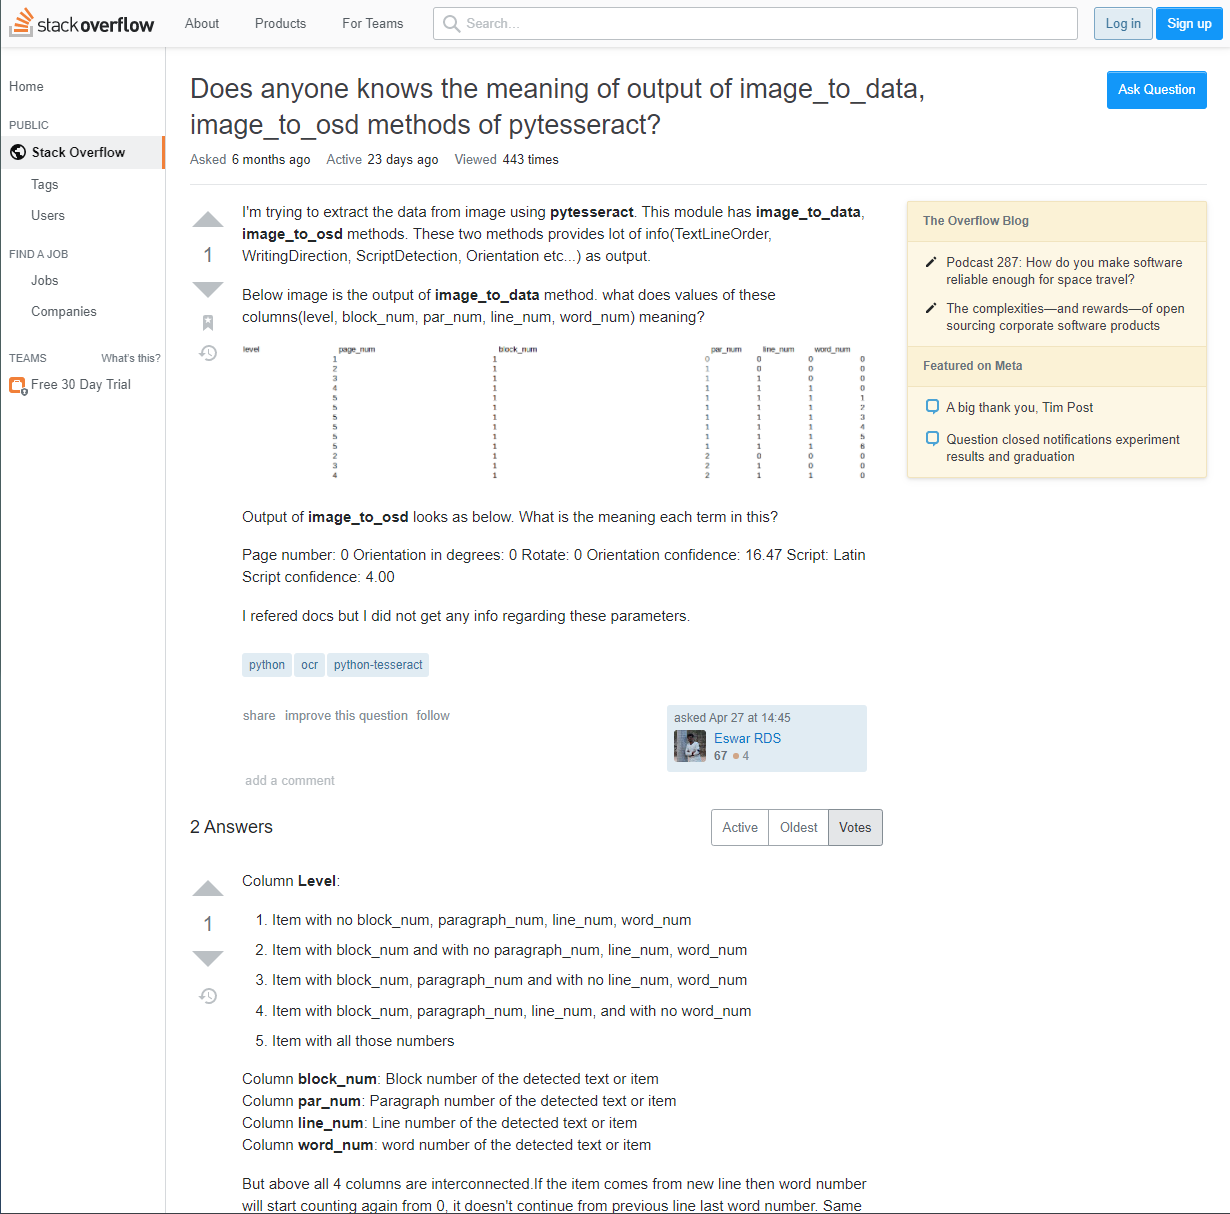 stackoverflow
About
Products
For Teams
Search...
Log in
Sign up
Home
PUBLIC
Stack Overflow
Tags
Users
FIND A JOB
Jobs
Companies
TEAMS What's this?
Free 30 Day Trial
Does anyone knows the meaning of output of image_to_data,
image_to_osd methods of pytesseract?
Ask Question
Asked 6 months ago Active 23 days ago Viewed 443 times
1
I'm trying to extract the data from image using pytesseract. This module has image_to_data,
image_to_osd methods. These two methods provides lot of info(TextLineOrder,
WritingDirection, ScriptDetection, Orientation etc...) as output.
Below image is the output of image_to_data method. what does values of these
columns(level, block_num, par_num, line_num, word_num) meaning?
level page_num block_num par_num line_num word_num
1 1 0 0 0 0
2 1 1 0 0 0
3 1 1 1 0 0
4 1 1 1 1 0
5 1 1 1 1 1
5 1 1 1 1 2
5 1 1 1 1 3
5 1 1 1 1 4
5 1 1 1 1 5
5 1 1 1 1 6
2 1 2 0 0 0
3 1 2 1 0 0
4 1 2 1 1 0
Output of image_to_osd looks as below. What is the meaning each term in this?
Page number: 0 Orientation in degrees: 0 Rotate: 0 Orientation confidence: 16.47 Script: Latin
Script confidence: 4.00
I refered docs but I did not get any info regarding these parameters.
python ocr python-tesseract
share improve this question follow
asked Apr 27 at 14:45
Eswar RDS
67 4
add a comment
The Overflow Blog
Podcast 287: How do you make software
reliable enough for space travel?
The complexities—and rewards—of open
sourcing corporate software products
Featured on Meta
A big thank you, Tim Post
Question closed notifications experiment
results and graduation
2 Answers
Active Oldest Votes
1
Column Level:
1. Item with no block_num, paragraph_num, line_num, word_num
2. Item with block_num and with no paragraph_num, line_num, word_num
3. Item with block_num, paragraph_num and with no line_num, word_num
4. Item with block_num, paragraph_num, line_num, and with no word_num
5. Item with all those numbers
Column block_num: Block number of the detected text or item
Column par_num: Paragraph number of the detected text or item
Column line_num: Line number of the detected text or item
Column word_num: word number of the detected text or item
But above all 4 columns are interconnected.If the item comes from new line then word number
will start counting again from 0, it doesn't continue from previous line last word number. Same